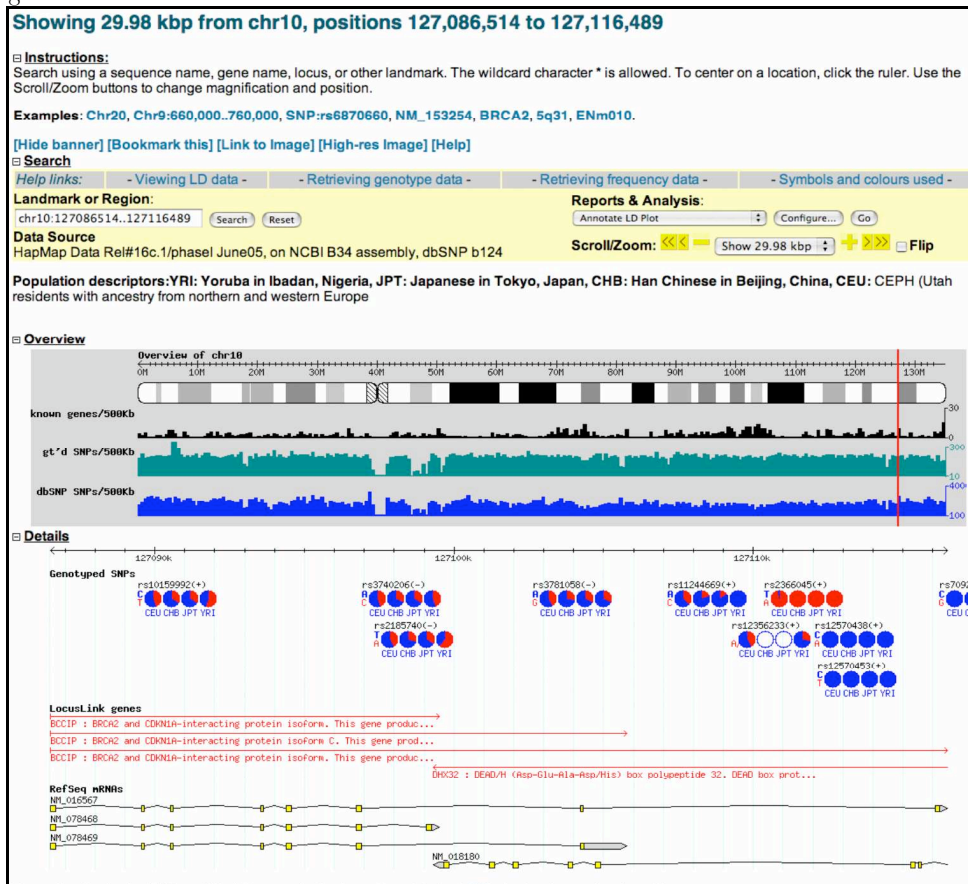 Showing 29.98 kbp from chr10, positions 127,086,514 to 127,116,489
Instructions:
Search using a sequence name, gene name, locus, or other landmark. The wildcard character * is allowed. To center on a location, click the ruler. Use the
Scroll/Zoom buttons to change magnification and position.
Examples: Chr20, Chr9:660,000..760,000, SNP:rs6870660, NM_153254, BRCA2, 5q31, ENm010.
[Hide banner] [Bookmark this] [Link to Image] [High-res Image] [Help]
Search
Help links: - Viewing LD data - - Retrieving genotype data - - Retrieving frequency data - - Symbols and colours used -
Landmark or Region: Reports & Analysis:
chr10:127086514..127116489 Search Reset Annotate LD Plot Configure... Go
Data Source
HapMap Data Rel#16c.1/phaseI June05, on NCBI B34 assembly, dbSNP b124
Scroll/Zoom: Show 29.98 kbp Flip
Population descriptors:YRI: Yoruba in Ibadan, Nigeria, JPT: Japanese in Tokyo, Japan, CHB: Han Chinese in Beijing, China, CEU: CEPH (Utah
residents with ancestry from northern and western Europe
Overview
Overview of chr10
0M 10M 20M 30M 40M 50M 60M 70M 80M 90M 100M 110M 120M 130M
known genes/500Kb 30
gt'd SNPs/500Kb 300
10
dbSNP SNPs/500Kb 400
100
Details
127090k 127100k 127110k
Genotyped SNPs
rs10159992(+) rs3740206(-) rs3781058(-) rs11244669(+) rs2366045(+) rs7092
C A A A T C
T C G C A G
CEU CHB JPT YRI CEU CHB JPT YRI CEU CHB JPT YRI CEU CHB JPT YRI CEU CHB JPT YRI CEU
rs2185740(-) rs12356233(+) rs12570438(+)
T A/ C
A A
CEU CHB JPT YRI CEU CHB JPT YRI CEU CHB JPT YRI
rs12570453(+)
C
T
CEU CHB JPT YRI
LocusLink genes
BCCIP : BRCA2 and CDKN1A-interacting protein isoform. This gene produc...
BCCIP : BRCA2 and CDKN1A-interacting protein isoform C. This gene prod...
BCCIP : BRCA2 and CDKN1A-interacting protein isoform. This gene produc...
DHX32 : DEAD/H (Asp-Glu-Ala-Asp/His) box polypeptide 32. DEAD box prot...
RefSeq mRNAs
NM_016567
NM_078468
NM_078469
NM_018180